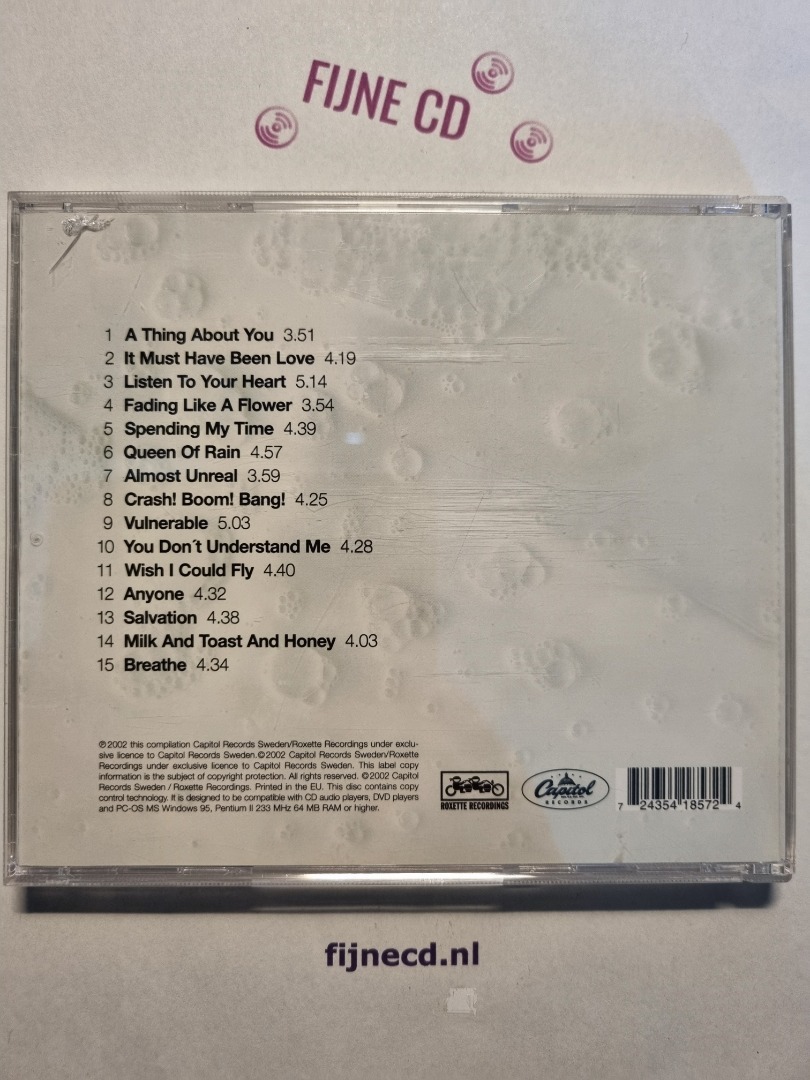 FIJNE CD
1 A Thing About You 3.51
2 It Must Have Been Love 4.19
3 Listen To Your Heart 5.14
4 Fading Like A Flower 3.54
5 Spending My Time 4.39
6 Queen Of Rain 4.57
7 Almost Unreal 3.59
8 Crash! Boom! Bang! 4.25
9 Vulnerable 5.03
10 You Don´t Understand Me 4.28
11 Wish I Could Fly 4.40
12 Anyone 4.32
13 Salvation 4.38
14 Milk And Toast And Honey 4.03
15 Breathe 4.34
℗2002 this compilation Capitol Records Sweden/Roxette Recordings under exclu-
sive licence to Capitol Records Sweden.©2002 Capitol Records Sweden/Roxette
Recordings under exclusive licence to Capitol Records Sweden. This label copy
information is the subject of copyright protection. All rights reserved. ©2002 Capitol
Records Sweden / Roxette Recordings. Printed in the EU. This disc contains copy
control technology. It is designed to be compatible with CD audio players, DVD players
and PC-OS MS Windows 95, Pentium II 233 MHz 64 MB RAM or higher.
ROXETTE RECORDINGS
Capitol
RECORDS
7 24354 18572 4
fijnecd.nl